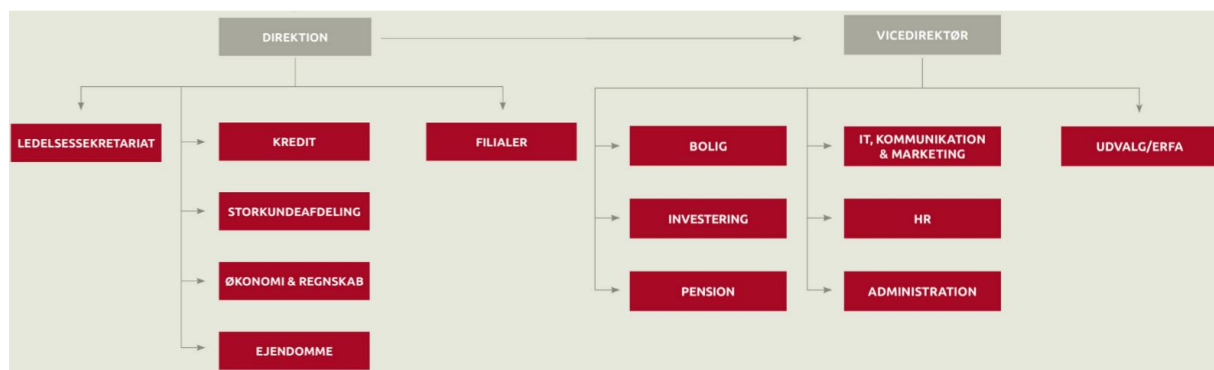 DIREKTION
VICEDIREKTØR
LEDELSESSEKRETARIAT
KREDIT
FILIALER
STORKUNDEAFDELING
ØKONOMI & REGNSKAB
EJENDOMME
BOLIG
INVESTERING
PENSION
IT, KOMMUNIKATION
& MARKETING
HR
ADMINISTRATION
UDVALG/ERFA